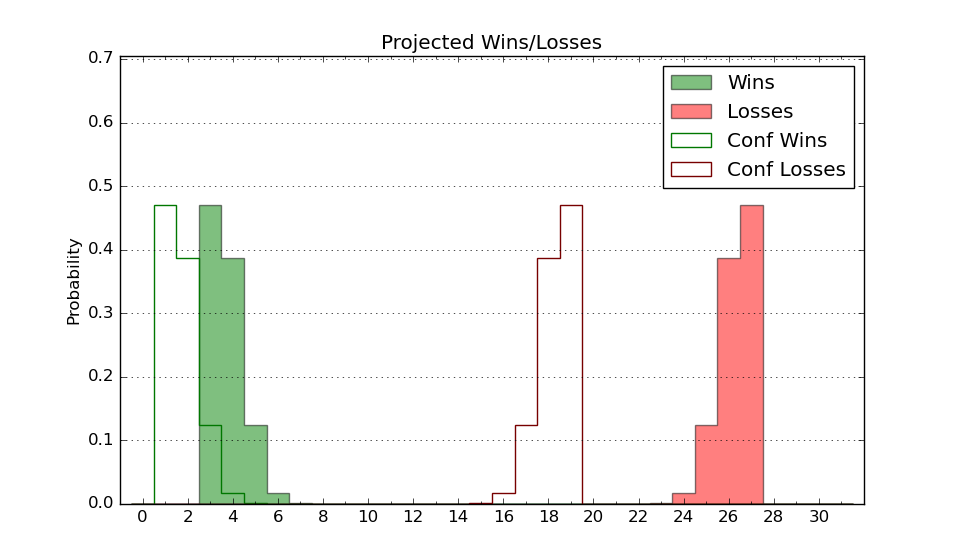 Projected Wins/Losses
0.7
0.6
0.5
0.4
0.3
0.2
0.1
0.0
Probability
Wins
Losses
Conf Wins
Conf Losses
0 2 4 6 8 10 12 14 16 18 20 22 24 26 28 30